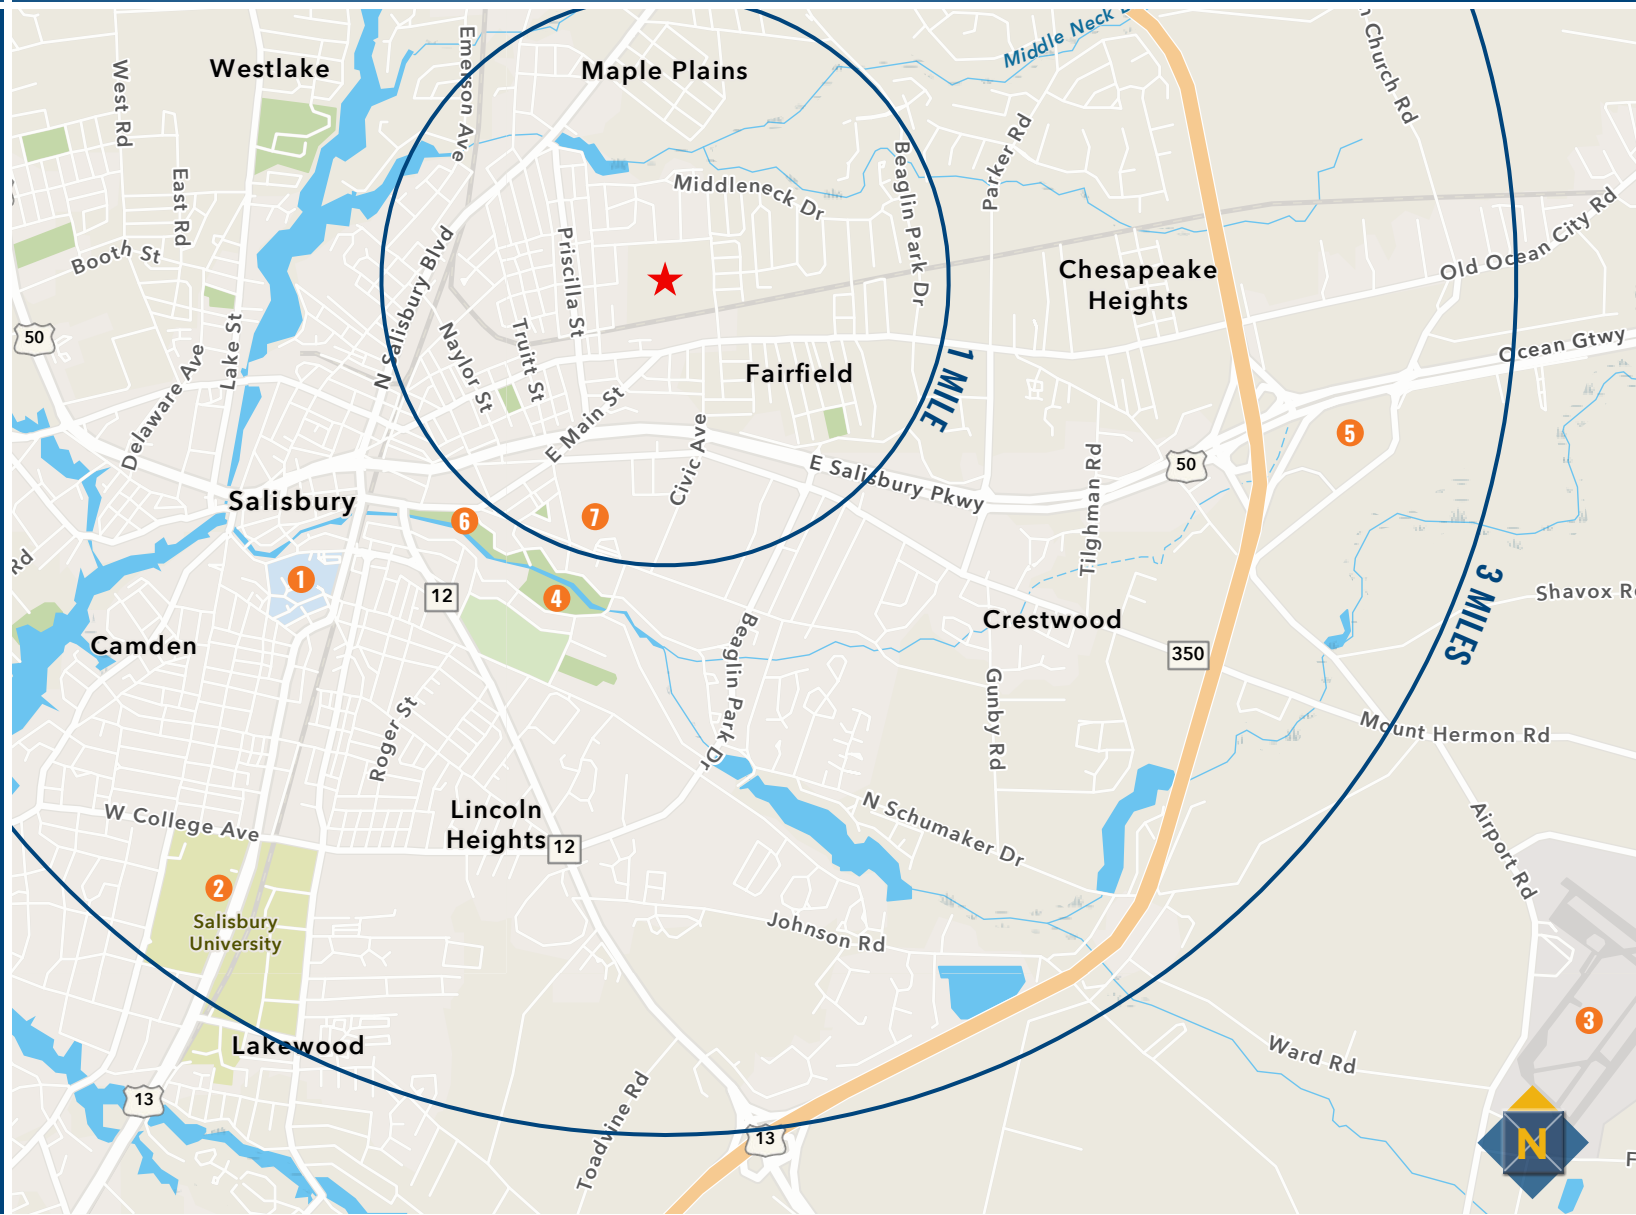 Westlake
Emerson Ave
Maple Plains
Middle Neck
n Church Rd
West Rd
East Rd
Booth St
Parker Rd
Beaglin Park Dr
Middleneck Dr
Priscilla St
N Salisbury Blvd
Chesapeake
Heights
Old Ocean City Rd
50
Lake St
Delaware Ave
Naylor St
Truitt St
E Main St
Fairfield
1 MILE
Ocean Gtwy
Civic Ave
E Salisbury Pkwy
Tilghman Rd
50
5
Salisbury
6
7
Rd
1
12
4
Crestwood
3 MILES
Shavox R
Camden
350
Beaglin Park Dr
Gunby Rd
Roger St
Mount Hermon Rd
W College Ave
Lincoln
Heights
12
N Schumaker Dr
Airport Rd
2
Salisbury
University
Johnson Rd
3
Lakewood
Ward Rd
Toadvine Rd
13
13
N
F